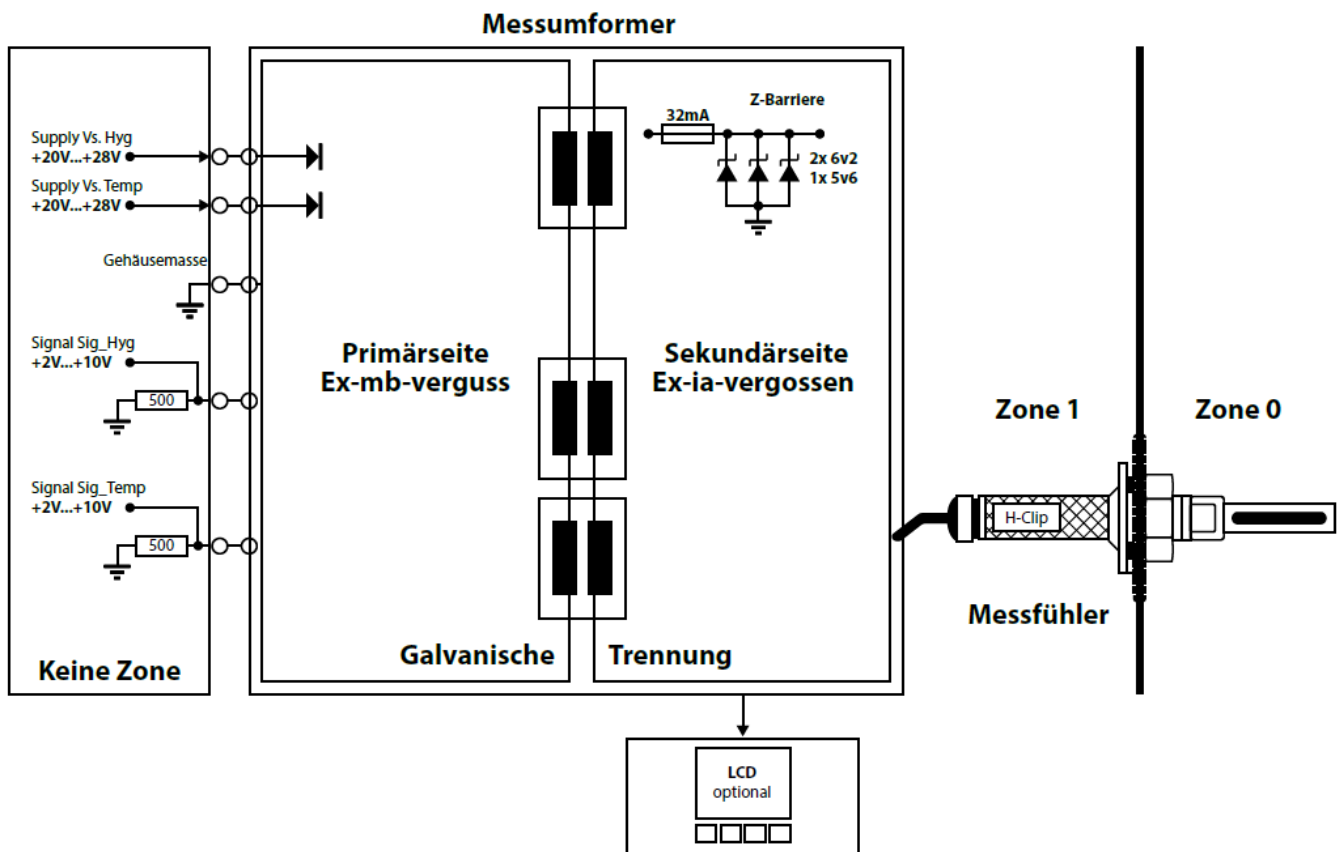 Messumformer
Supply Vs. Hyg
+20V...+28V
Supply Vs. Temp
+20V...+28V
Gehäusemasse
Signal Sig_Hyg
+2V...+10V
500
Signal Sig_Temp
+2V...+10V
500
Keine Zone
Primärseite
Ex-mb-verguss
Galvanische Trennung
Z-Barriere
32mA
2x 6v2
1x 5v6
Sekundärseite
Ex-ia-vergossen
Zone 1
Zone 0
H-Clip
Messfühler
LCD
optional